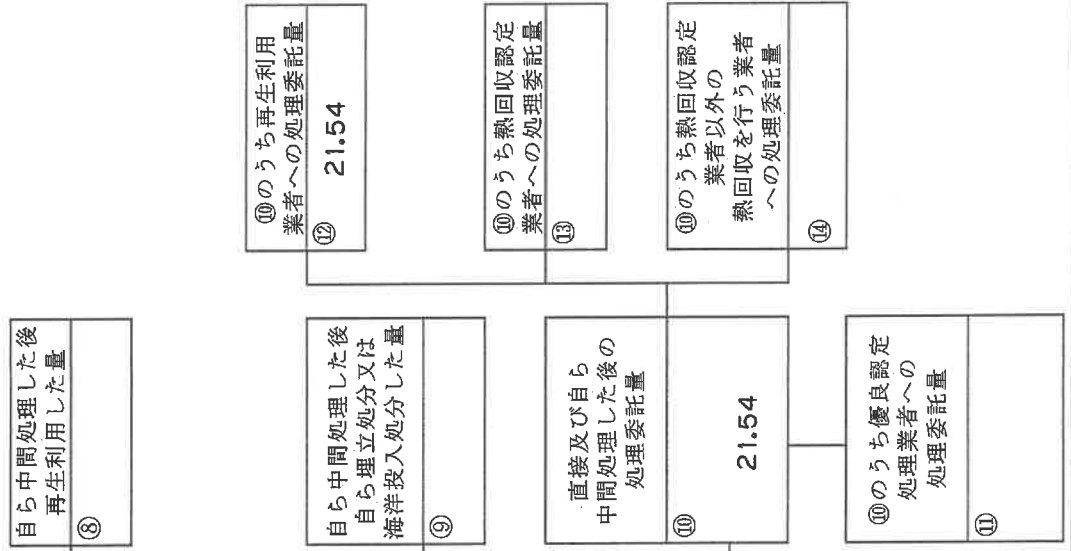 自ら中間処理した後
再生利用した量
⑧
自ら中間処理した後
自ら埋立処分又は
海洋投入処分した量
⑨
直接及び自ら
中間処理した後の
処理委託量
⑩
21.54
⑩のうち優良認定
処理業者への
処理委託量
⑪
⑩のうち再生利用
業者への処理委託量
⑫
21.54
⑩のうち熱回収認定
業者への処理委託量
⑬
⑩のうち熱回収認定
業者以外の
熱回収を行う業者
への処理委託量
⑭